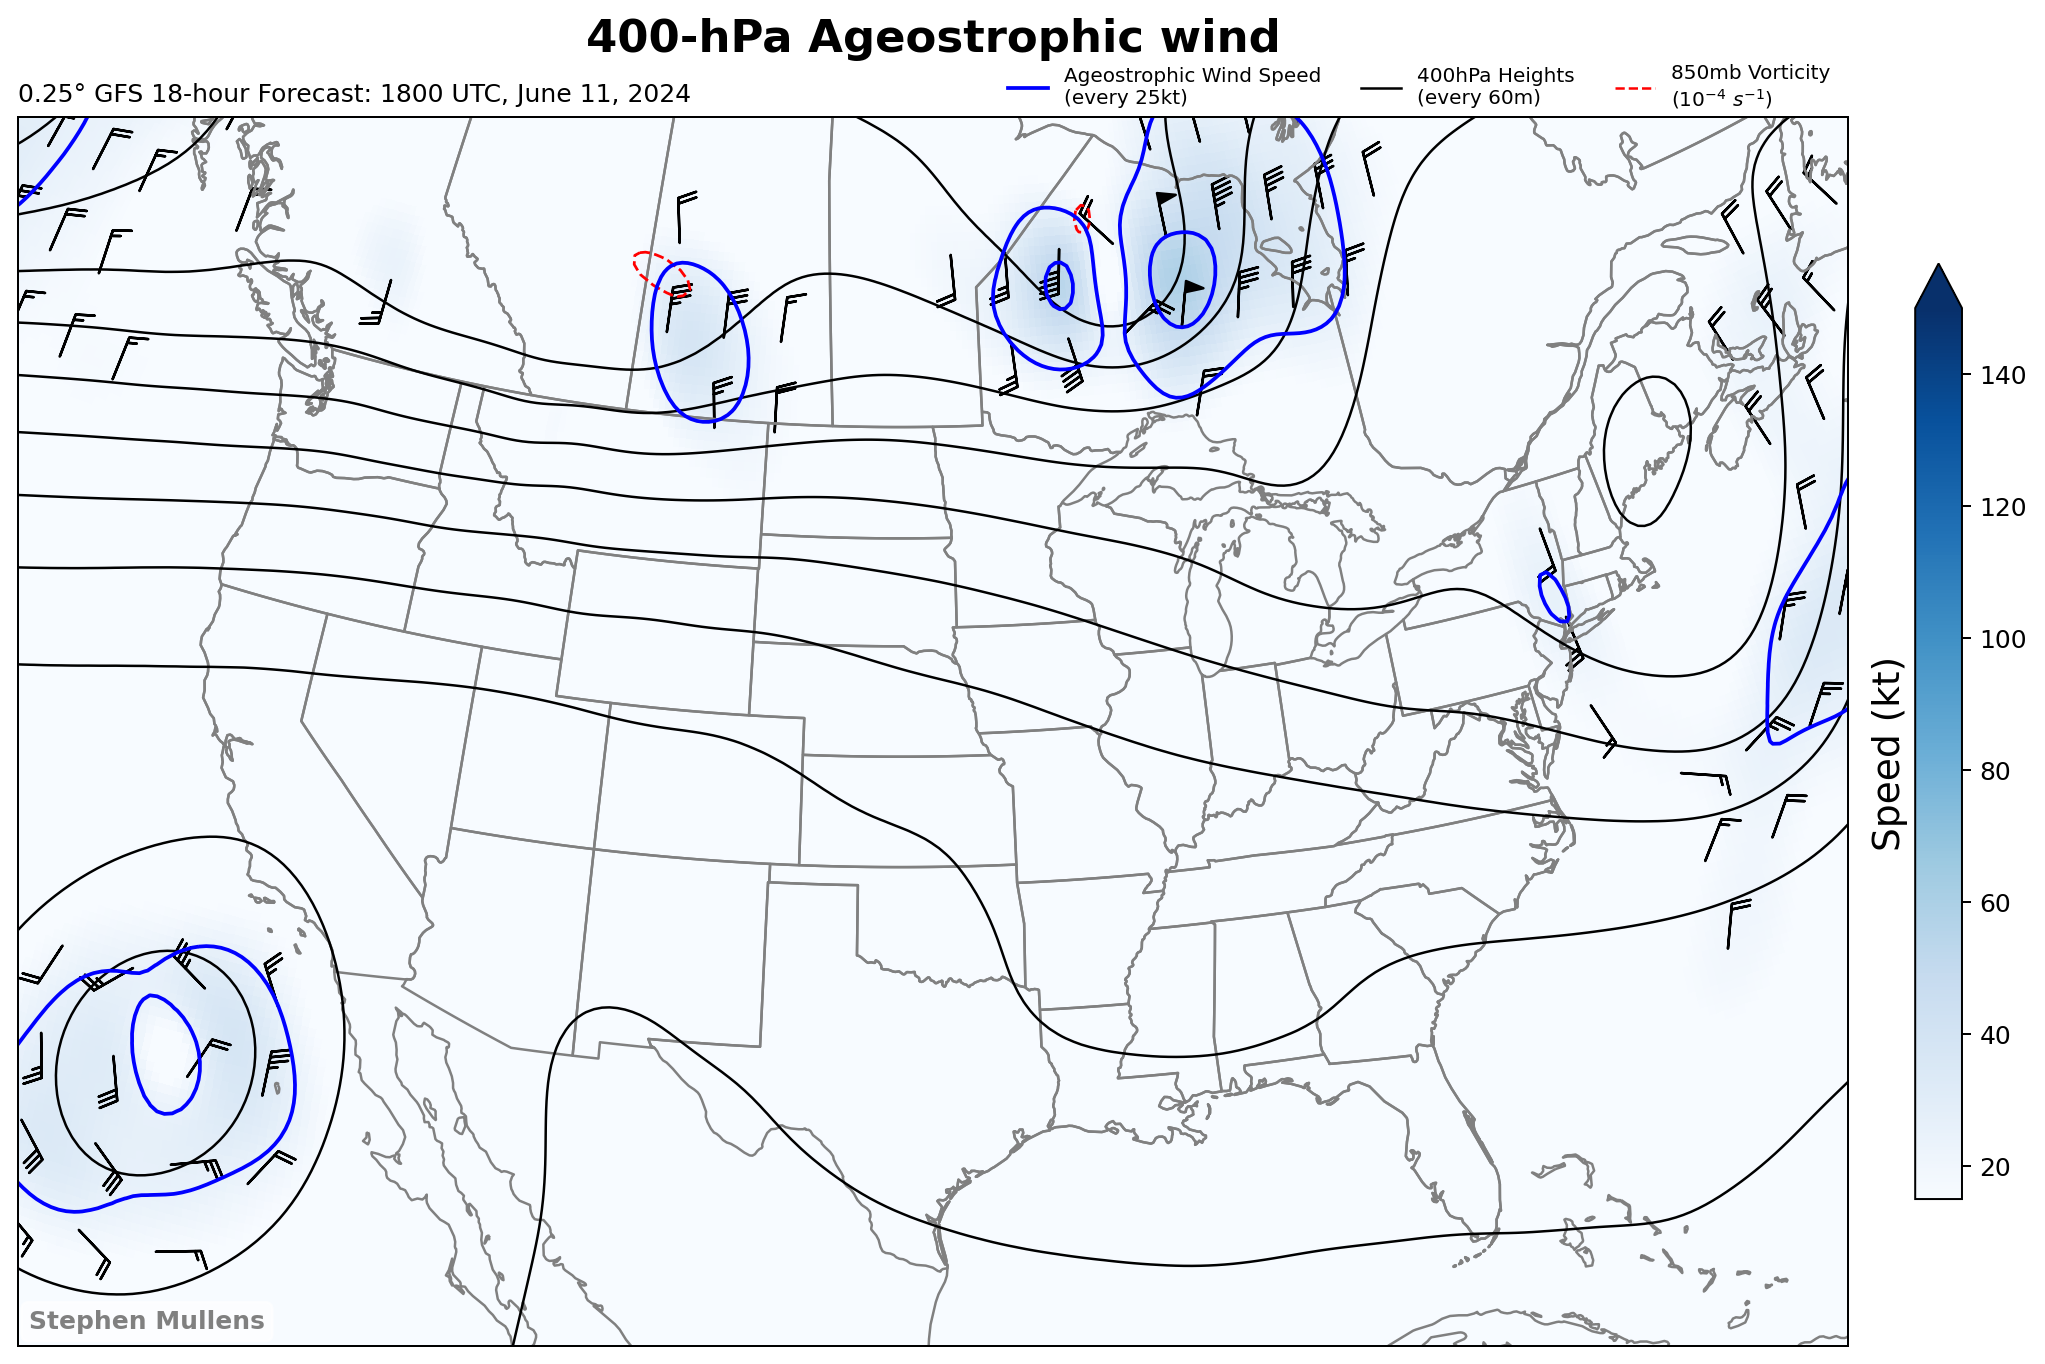 400-hPa Ageostrophic wind
0.25° GFS 18-hour Forecast: 1800 UTC, June 11, 2024
Ageostrophic Wind Speed
(every 25kt)
400hPa Heights
(every 60m)
850mb Vorticity
(10⁻⁴ s⁻¹)
140
120
100
80
60
40
20
Speed (kt)
Stephen Mullens